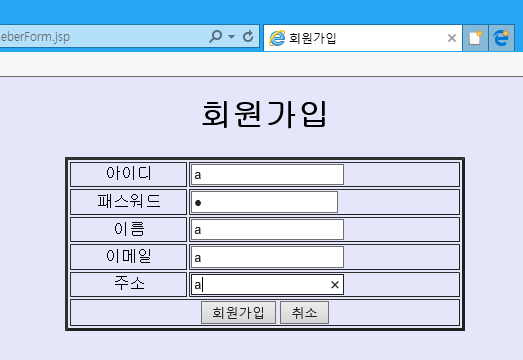 eberForm.jsp
회원가입
회원가입
아이디 a
패스워드 ●
이름 a
이메일 a
주소 a
회원가입 취소